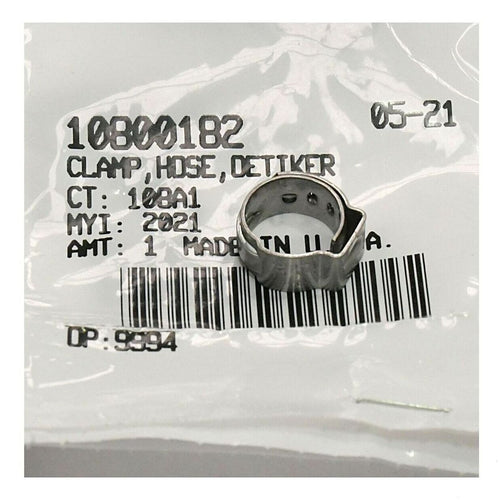 05-21
10800182
CLAMP,HOSE,OETIKER
CT: 108A1
MYI: 2021
AMT: 1 MADE IN U. A.
OP:9994